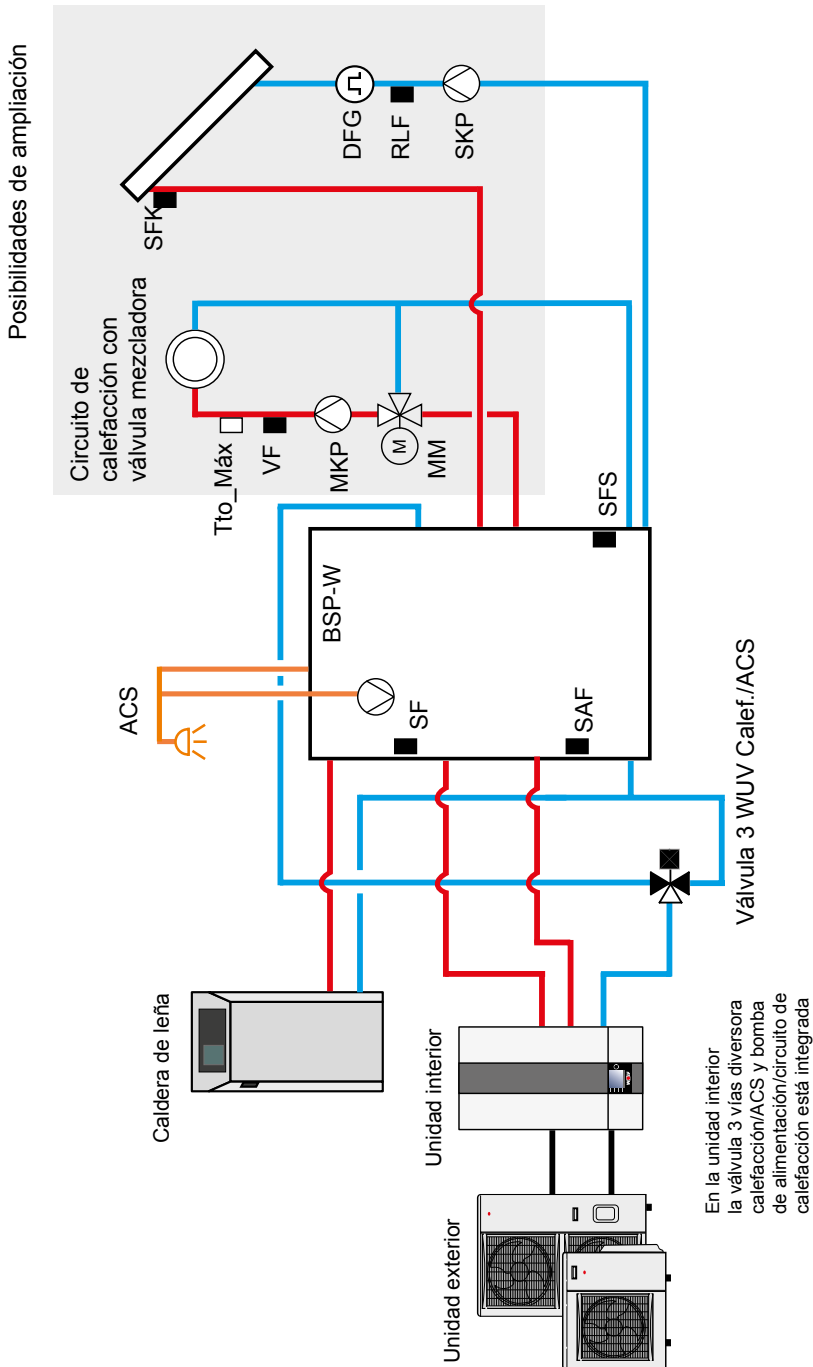 Posibilidades de ampliación
Circuito de
calefacción con
válvula mezcladora
SFK
DFG
RLF
SKP
Tto_Máx
VF
MKP
M
MM
ACS
BSP-W
SF
SAF
SFS
Caldera de leña
Unidad interior
Unidad exterior
Válvula 3 WUV Calef./ACS
En la unidad interior
la válvula 3 vías diversora
calefacción/ACS y bomba
de alimentación/circuito de
calefacción está integrada